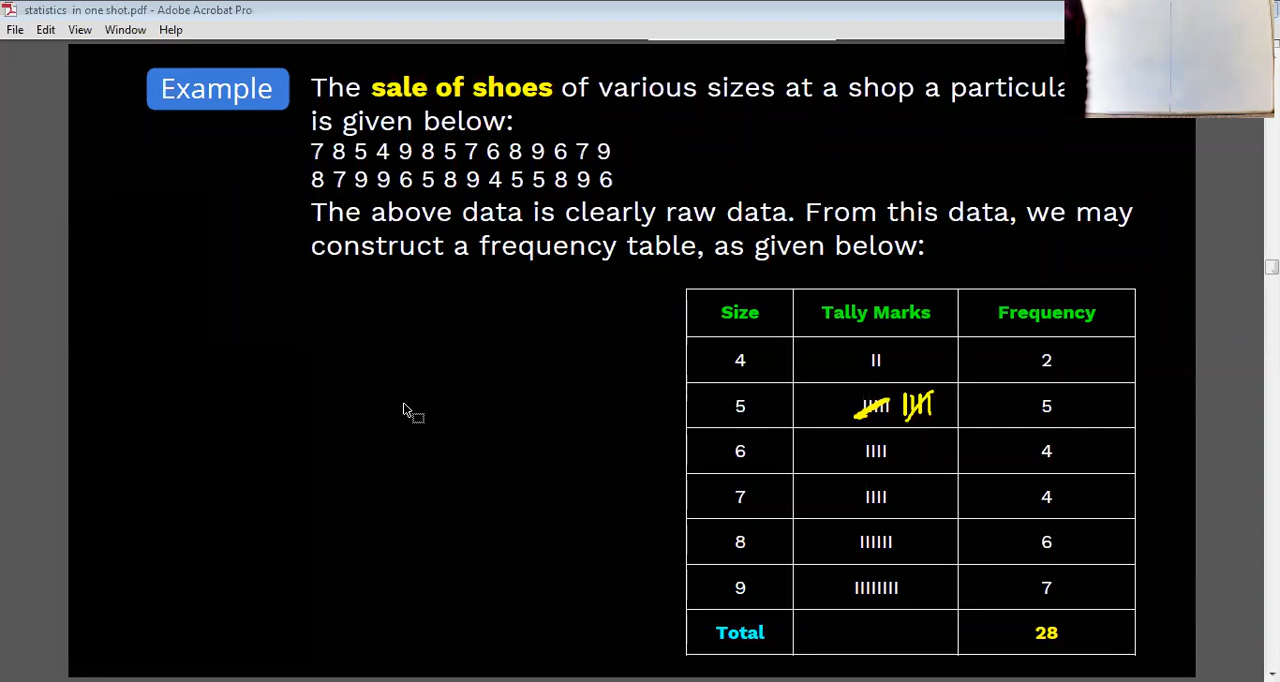 statistics in one shot.pdf - Adobe Acrobat Pro
File Edit View Window Help
Example The sale of shoes of various sizes at a shop a particula
is given below:
7 8 5 4 9 8 5 7 6 8 9 6 7 9
8 7 9 9 6 5 8 9 4 5 5 8 9 6
The above data is clearly raw data. From this data, we may
construct a frequency table, as given below:
Size Tally Marks Frequency
4 II 2
5 IIIII IIII 5
6 IIII 4
7 IIII 4
8 IIIIII 6
9 IIIIIIII 7
Total 28